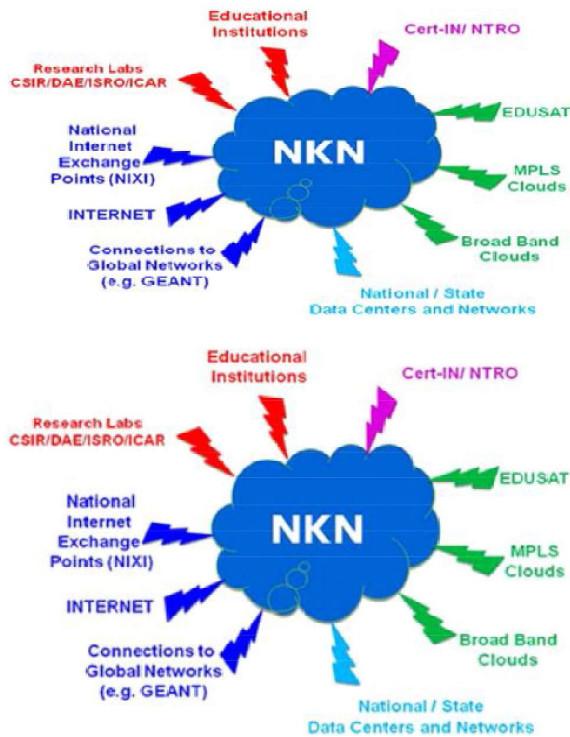 Educational
Institutions
Cert-IN/ NTRO
Research Labs
CSIR/DAE/ISRO/ICAR
EDUSAT
National
Internet
Exchange
Points (NIXI)
NKN
MPLS
Clouds
INTERNET
Broad Band
Clouds
Connections to
Global Networks
(e.g. GEANT)
National / State
Data Centers and Networks
Educational
Institutions
Cert-IN/ NTRO
Research Labs
CSIR/DAE/ISRO/ICAR
EDUSAT
National
Internet
Exchange
Points (NIXI)
NKN
MPLS
Clouds
INTERNET
Broad Band
Clouds
Connections to
Global Networks
(e.g. GEANT)
National / State
Data Centers and Networks